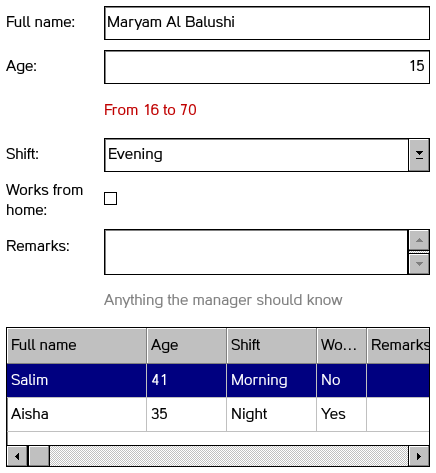 Full name: Maryam Al Balushi
Age: 15
From 16 to 70
Shift: Evening
Works from
home:
Remarks:
Anything the manager should know
Full name Age Shift Wo... Remarks
Salim 41 Morning No
Aisha 35 Night Yes